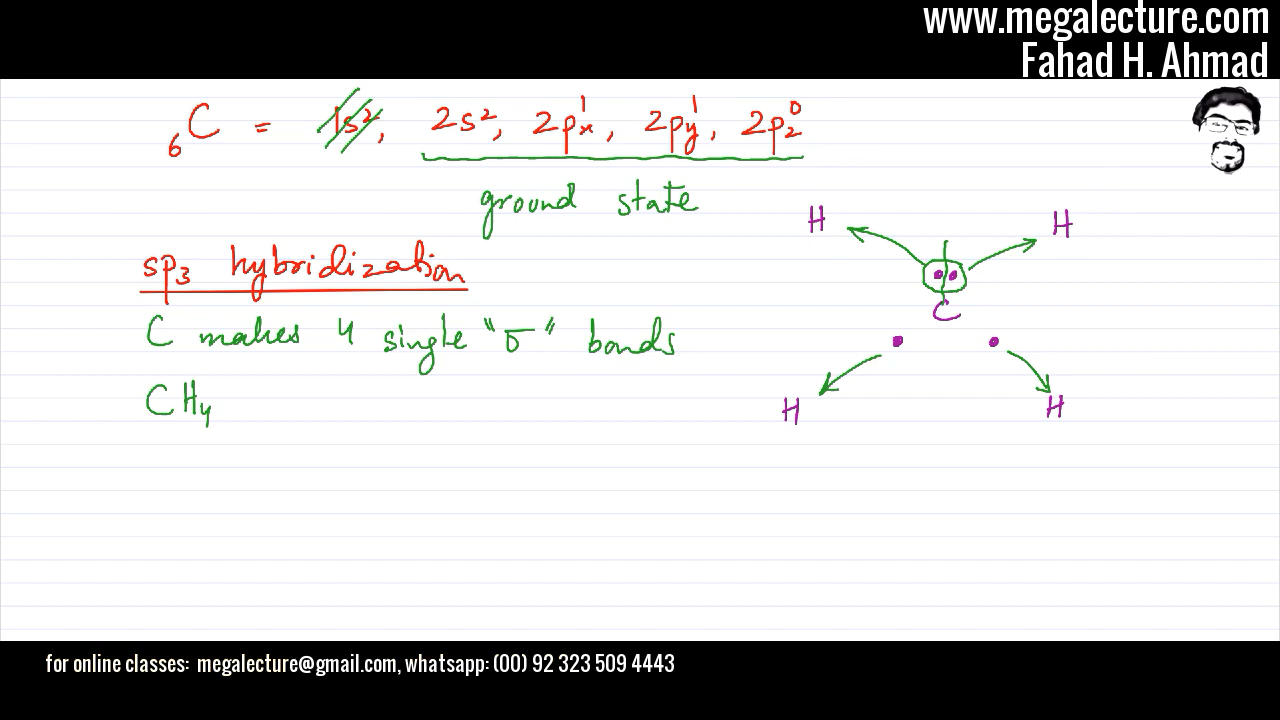 www.megalecture.com
Fahad H. Ahmad
₆C = 1s², 2s², 2pₓ¹, 2py¹, 2pz⁰
ground state
H H
sp₃ hybridization
C
C makes 4 single "σ" bonds
CH₄
H H
for online classes: megalecture@gmail.com, whatsapp: (00) 92 323 509 4443